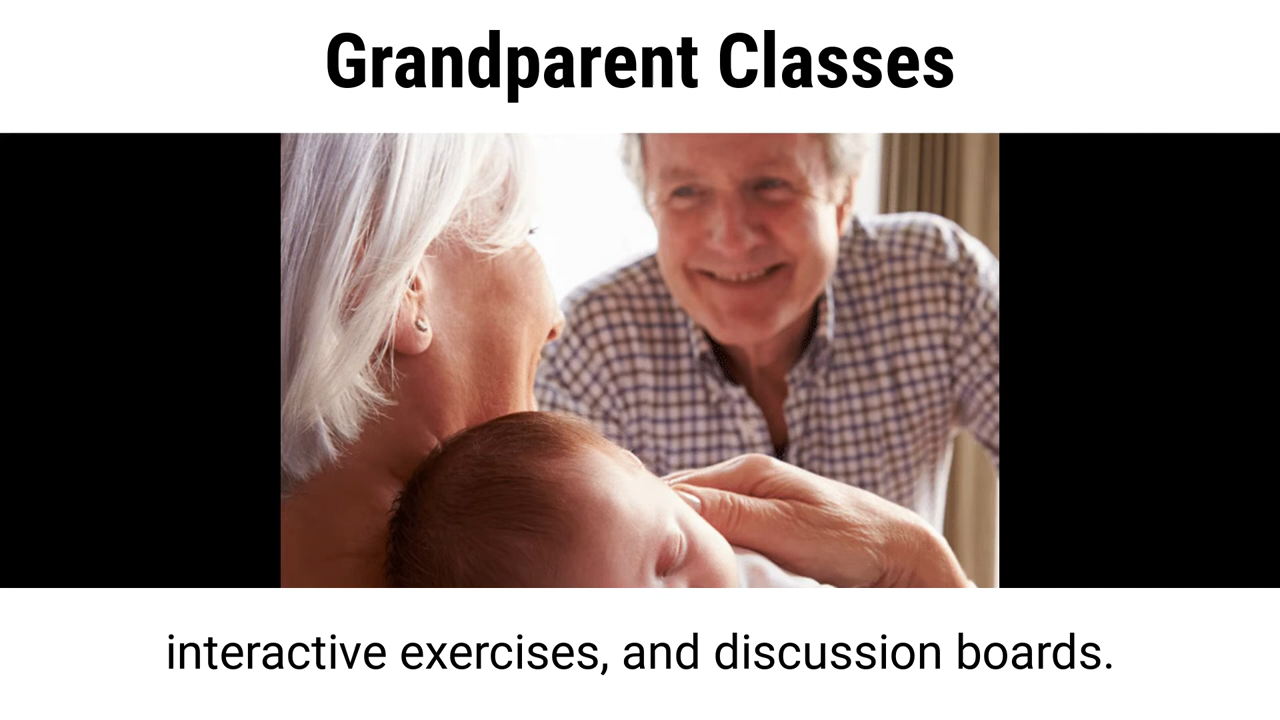 Grandparent Classes
interactive exercises, and discussion boards.